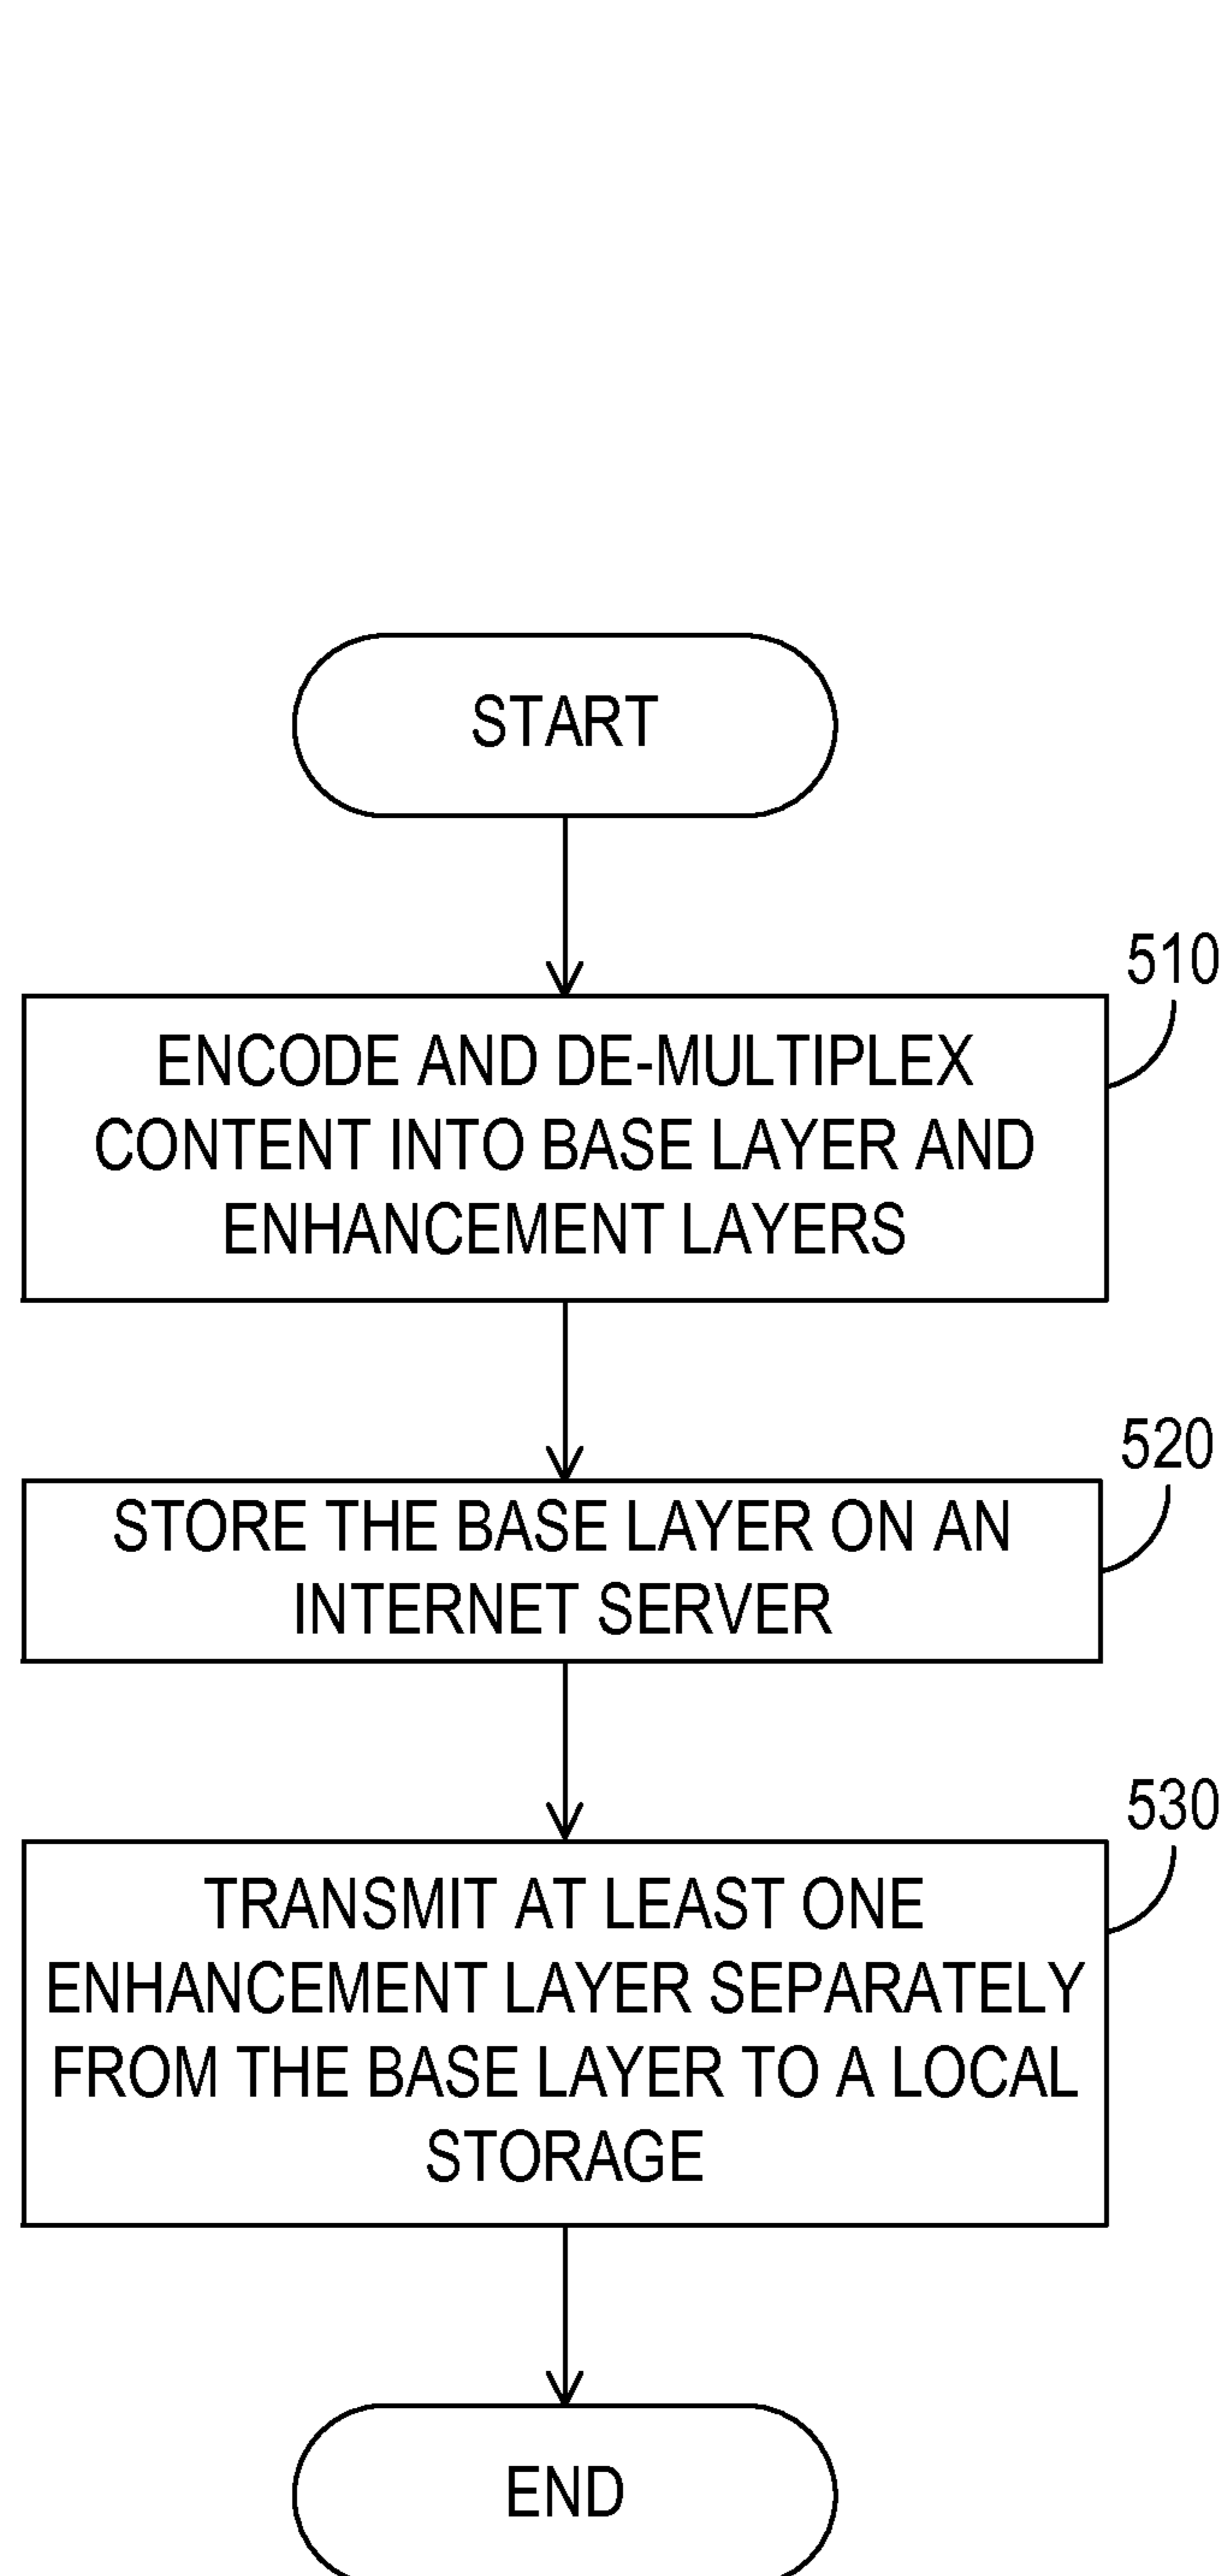 START
510
ENCODE AND DE-MULTIPLEX
CONTENT INTO BASE LAYER AND
ENHANCEMENT LAYERS
520
STORE THE BASE LAYER ON AN
INTERNET SERVER
530
TRANSMIT AT LEAST ONE
ENHANCEMENT LAYER SEPARATELY
FROM THE BASE LAYER TO A LOCAL
STORAGE
END